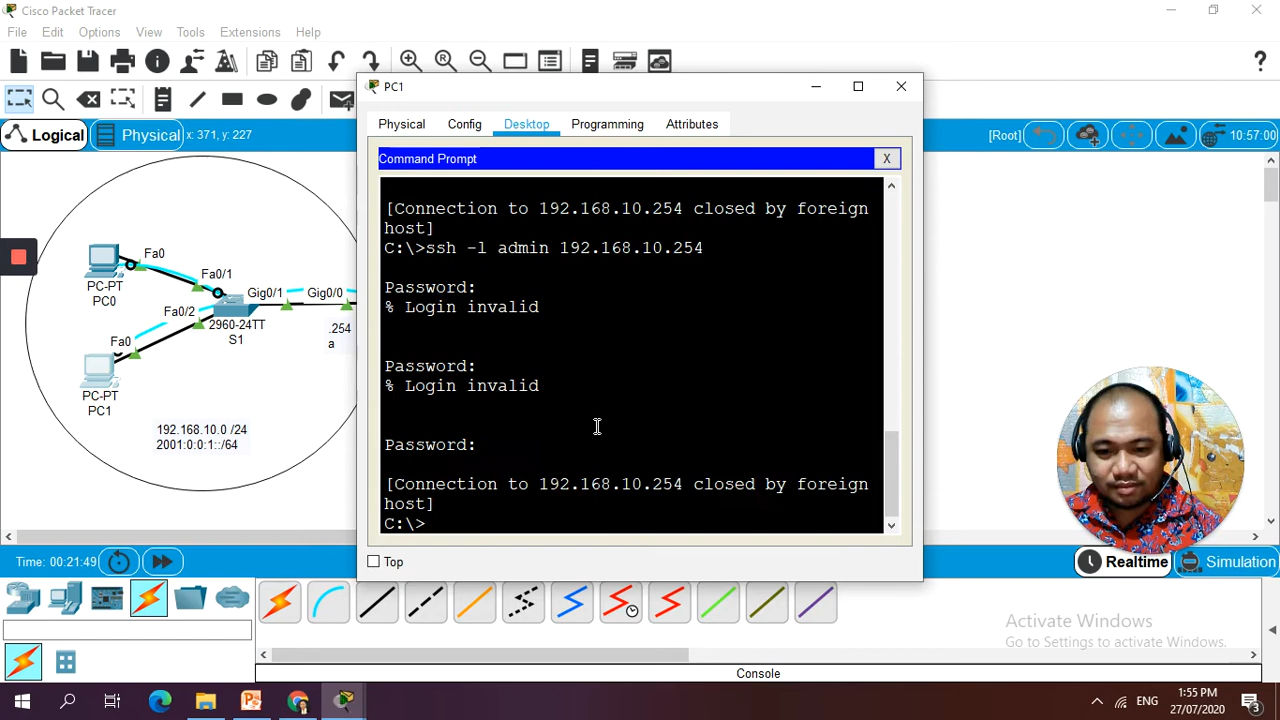 Cisco Packet Tracer
File Edit Options View Tools Extensions Help
PC1
Logical
Physical x: 371, y: 227
[Root]
10:57:00
Physical Config Desktop Programming Attributes
Command Prompt
X
[Connection to 192.168.10.254 closed by foreign
host]
C:\>ssh -l admin 192.168.10.254
Password:
% Login invalid
Password:
% Login invalid
Password:
[Connection to 192.168.10.254 closed by foreign
host]
C:\>
Top
Fa0
Fa0/1
PC-PT
PC0
Gig0/1 Gig0/0
Fa0/2
2960-24TT
S1
.254
a
Fa0
PC-PT
PC1
192.168.10.0 /24
2001:0:0:1::/64
Time: 00:21:49
Realtime
Simulation
Activate Windows
Go to Settings to activate Windows.
Console
ENG
1:55 PM
27/07/2020
3